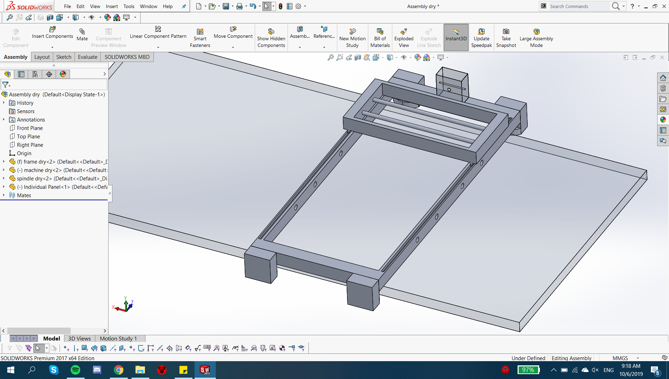 SOLIDWORKS
File Edit View Insert Tools Window Help
Assembly dry *
Search Commands
Edit Component
Insert Components
Mate
Component Preview Window
Linear Component Pattern
Smart Fasteners
Move Component
Show Hidden Components
Assemb...
Referenc...
New Motion Study
Bill of Materials
Exploded View
Explode Line Sketch
Instant3D
Update Speedpak
Take Snapshot
Large Assembly Mode
Assembly Layout Sketch Evaluate SOLIDWORKS MBD
Assembly dry (Default<Display State-1>)
History
Sensors
Annotations
Front Plane
Top Plane
Right Plane
Origin
(f) frame dry<2> (Default<<Default>_D
(-) machine dry<2> (Default<<Default
spindle dry<2> (Default<<Default>_Di
(-) Individual Panel<1> (Default<<Defa
Mates
Model 3D Views Motion Study 1
SOLIDWORKS Premium 2017 x64 Edition
Under Defined Editing Assembly MMGS
97%
ENG
9:18 AM
10/6/2019